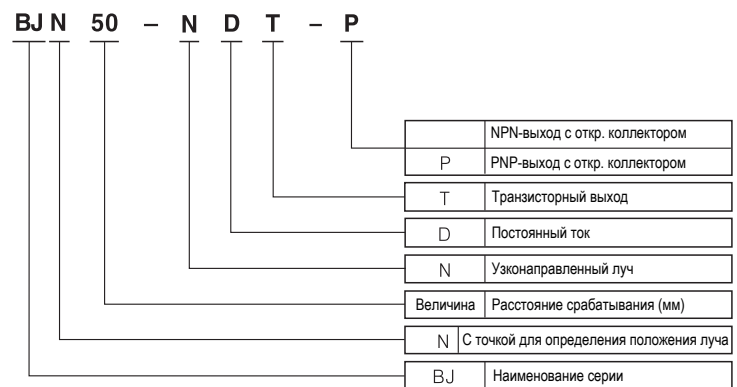 BJ N 50 – N D T – P
NPN-выход с откр. коллектором
P PNP-выход с откр. коллектором
T Транзисторный выход
D Постоянный ток
N Узконаправленный луч
Величина Расстояние срабатывания (мм)
N С точкой для определения положения луча
BJ Наименование серии